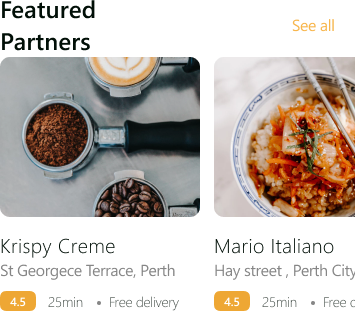 Featured
Partners
See all
Krispy Creme
St Georgece Terrace, Perth
4.5 25min • Free delivery
Mario Italiano
Hay street , Perth City
4.5 25min • Free